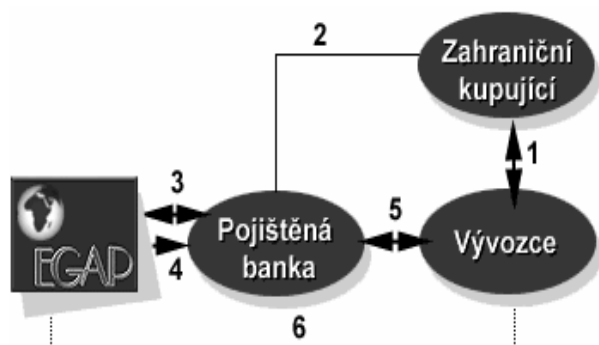 2
Zahraniční
kupující
1
3
EGAP
4
Pojištěná
banka
5
Vývozce
6